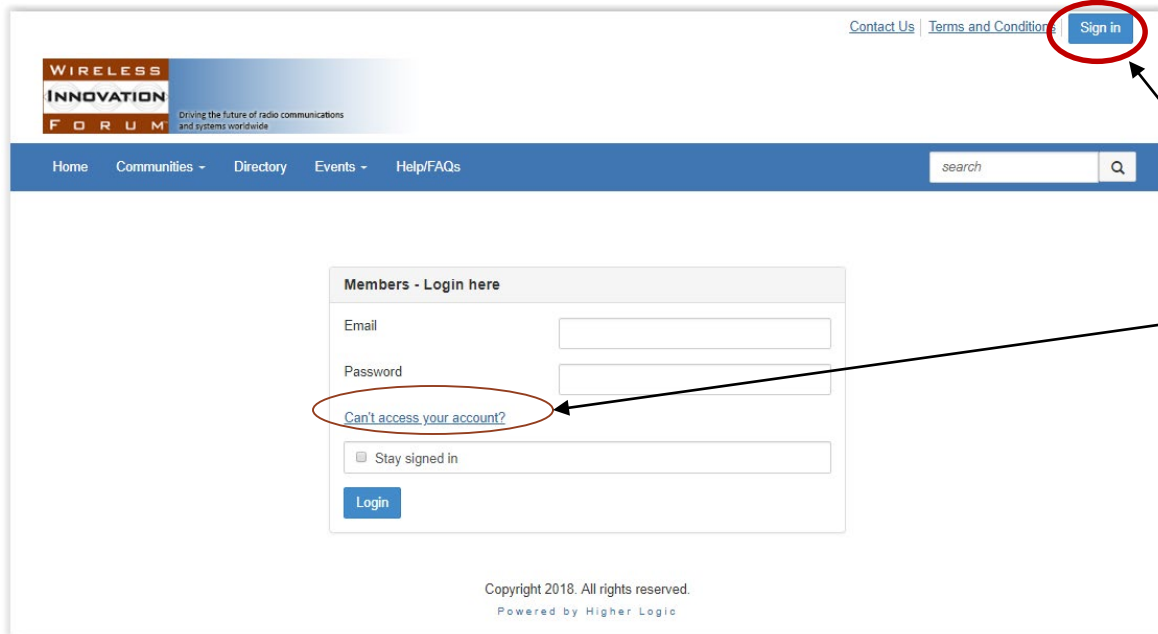 Contact Us Terms and Conditions Sign in
WIRELESS
INNOVATION
FORUM
Driving the future of radio communications
and systems worldwide
Home Communities Directory Events Help/FAQs search
Members - Login here
Email
Password
Can't access your account?
Stay signed in
Login
Copyright 2018. All rights reserved.
Powered by Higher Logic